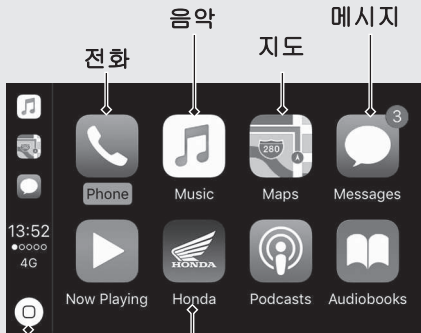 음악
메시지
전화
지도
3
280
Phone
Music
Maps
Messages
13:52
4G
HONDA
Now Playing
Honda
Podcasts
Audiobooks